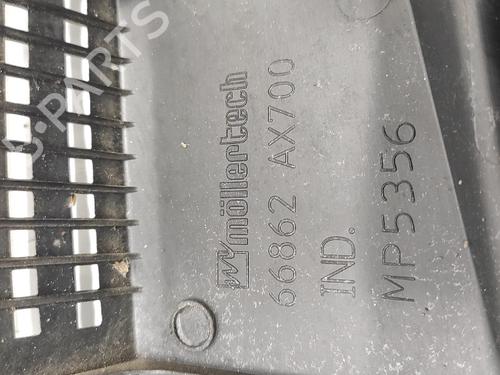 möllertech
66862 AX700
IND.
MP5356
B-PARTS